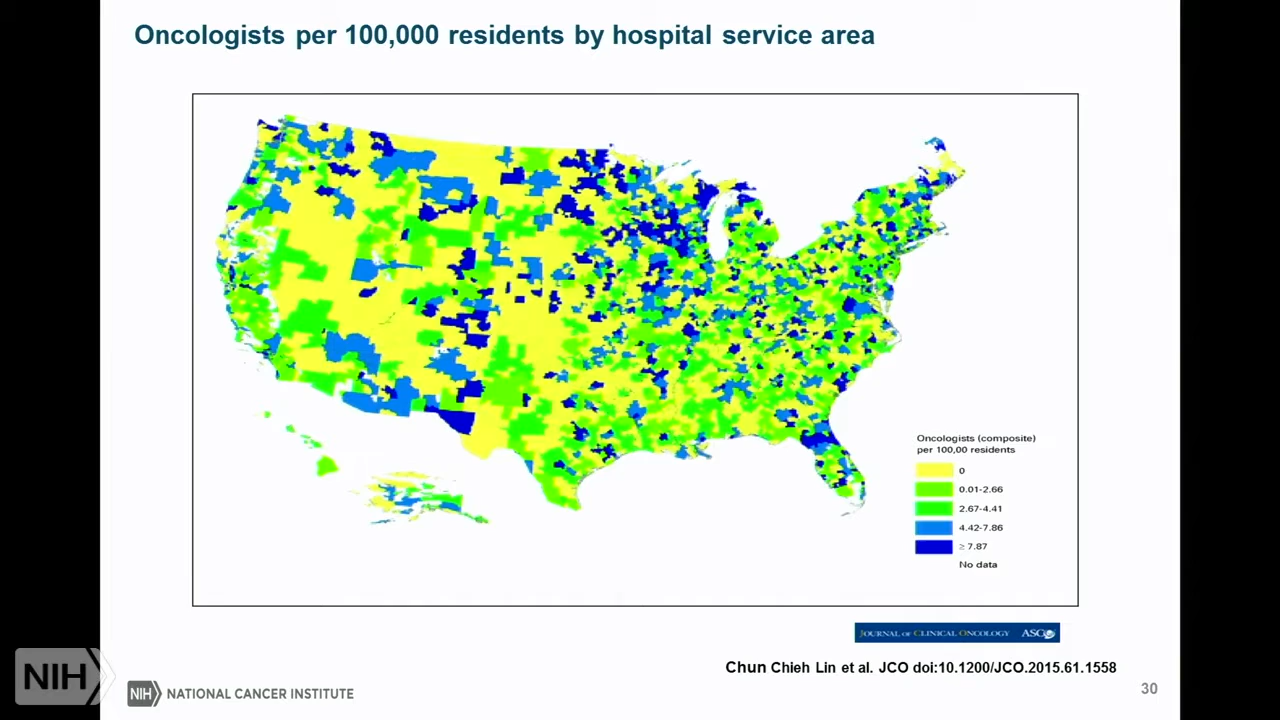 Oncologists per 100,000 residents by hospital service area
Oncologists (composite)
per 100,00 residents
0
0.01-2.66
2.67-4.41
4.42-7.86
≥ 7.87
No data
JOURNAL OF CLINICAL ONCOLOGY ASCO
Chun Chieh Lin et al. JCO doi:10.1200/JCO.2015.61.1558
NIH
NIH NATIONAL CANCER INSTITUTE
30